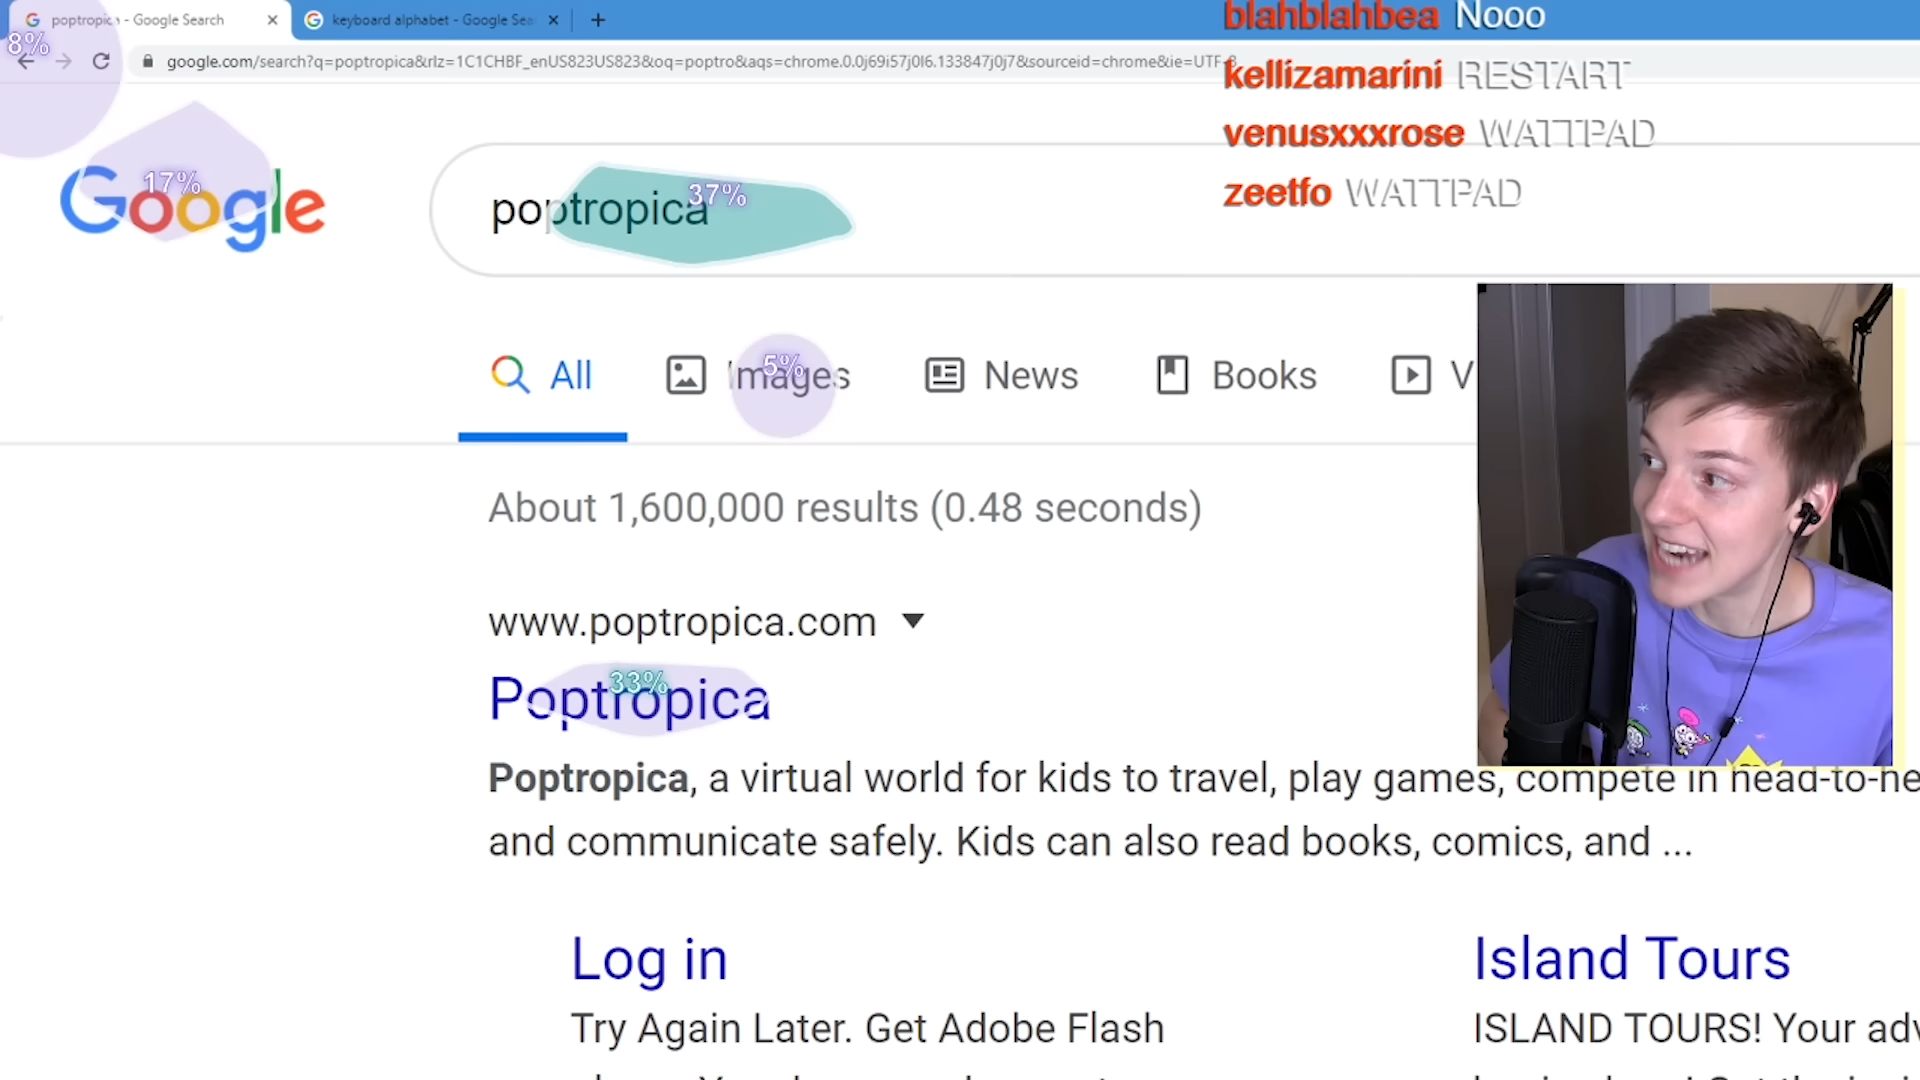 poptropica - Google Search
keyboard alphabet - Google Sea
8%
google.com/search?q=poptropica&rlz=1C1CHBF_enUS823US823&oq=poptro&aqs=chrome.0.0j69i57j0l6.133847j0j7&sourceid=chrome&ie=UTF-8
blahblahbea Nooo
kellizamarini RESTART
venusxxxrose WATTPAD
zeetfo WATTPAD
Google
17%
poptropica
37%
All Images News Books V
5%
About 1,600,000 results (0.48 seconds)
www.poptropica.com
Poptropica
33%
Poptropica, a virtual world for kids to travel, play games, compete in head-to-he
and communicate safely. Kids can also read books, comics, and ...
Log in
Try Again Later. Get Adobe Flash
Island Tours
ISLAND TOURS! Your adv